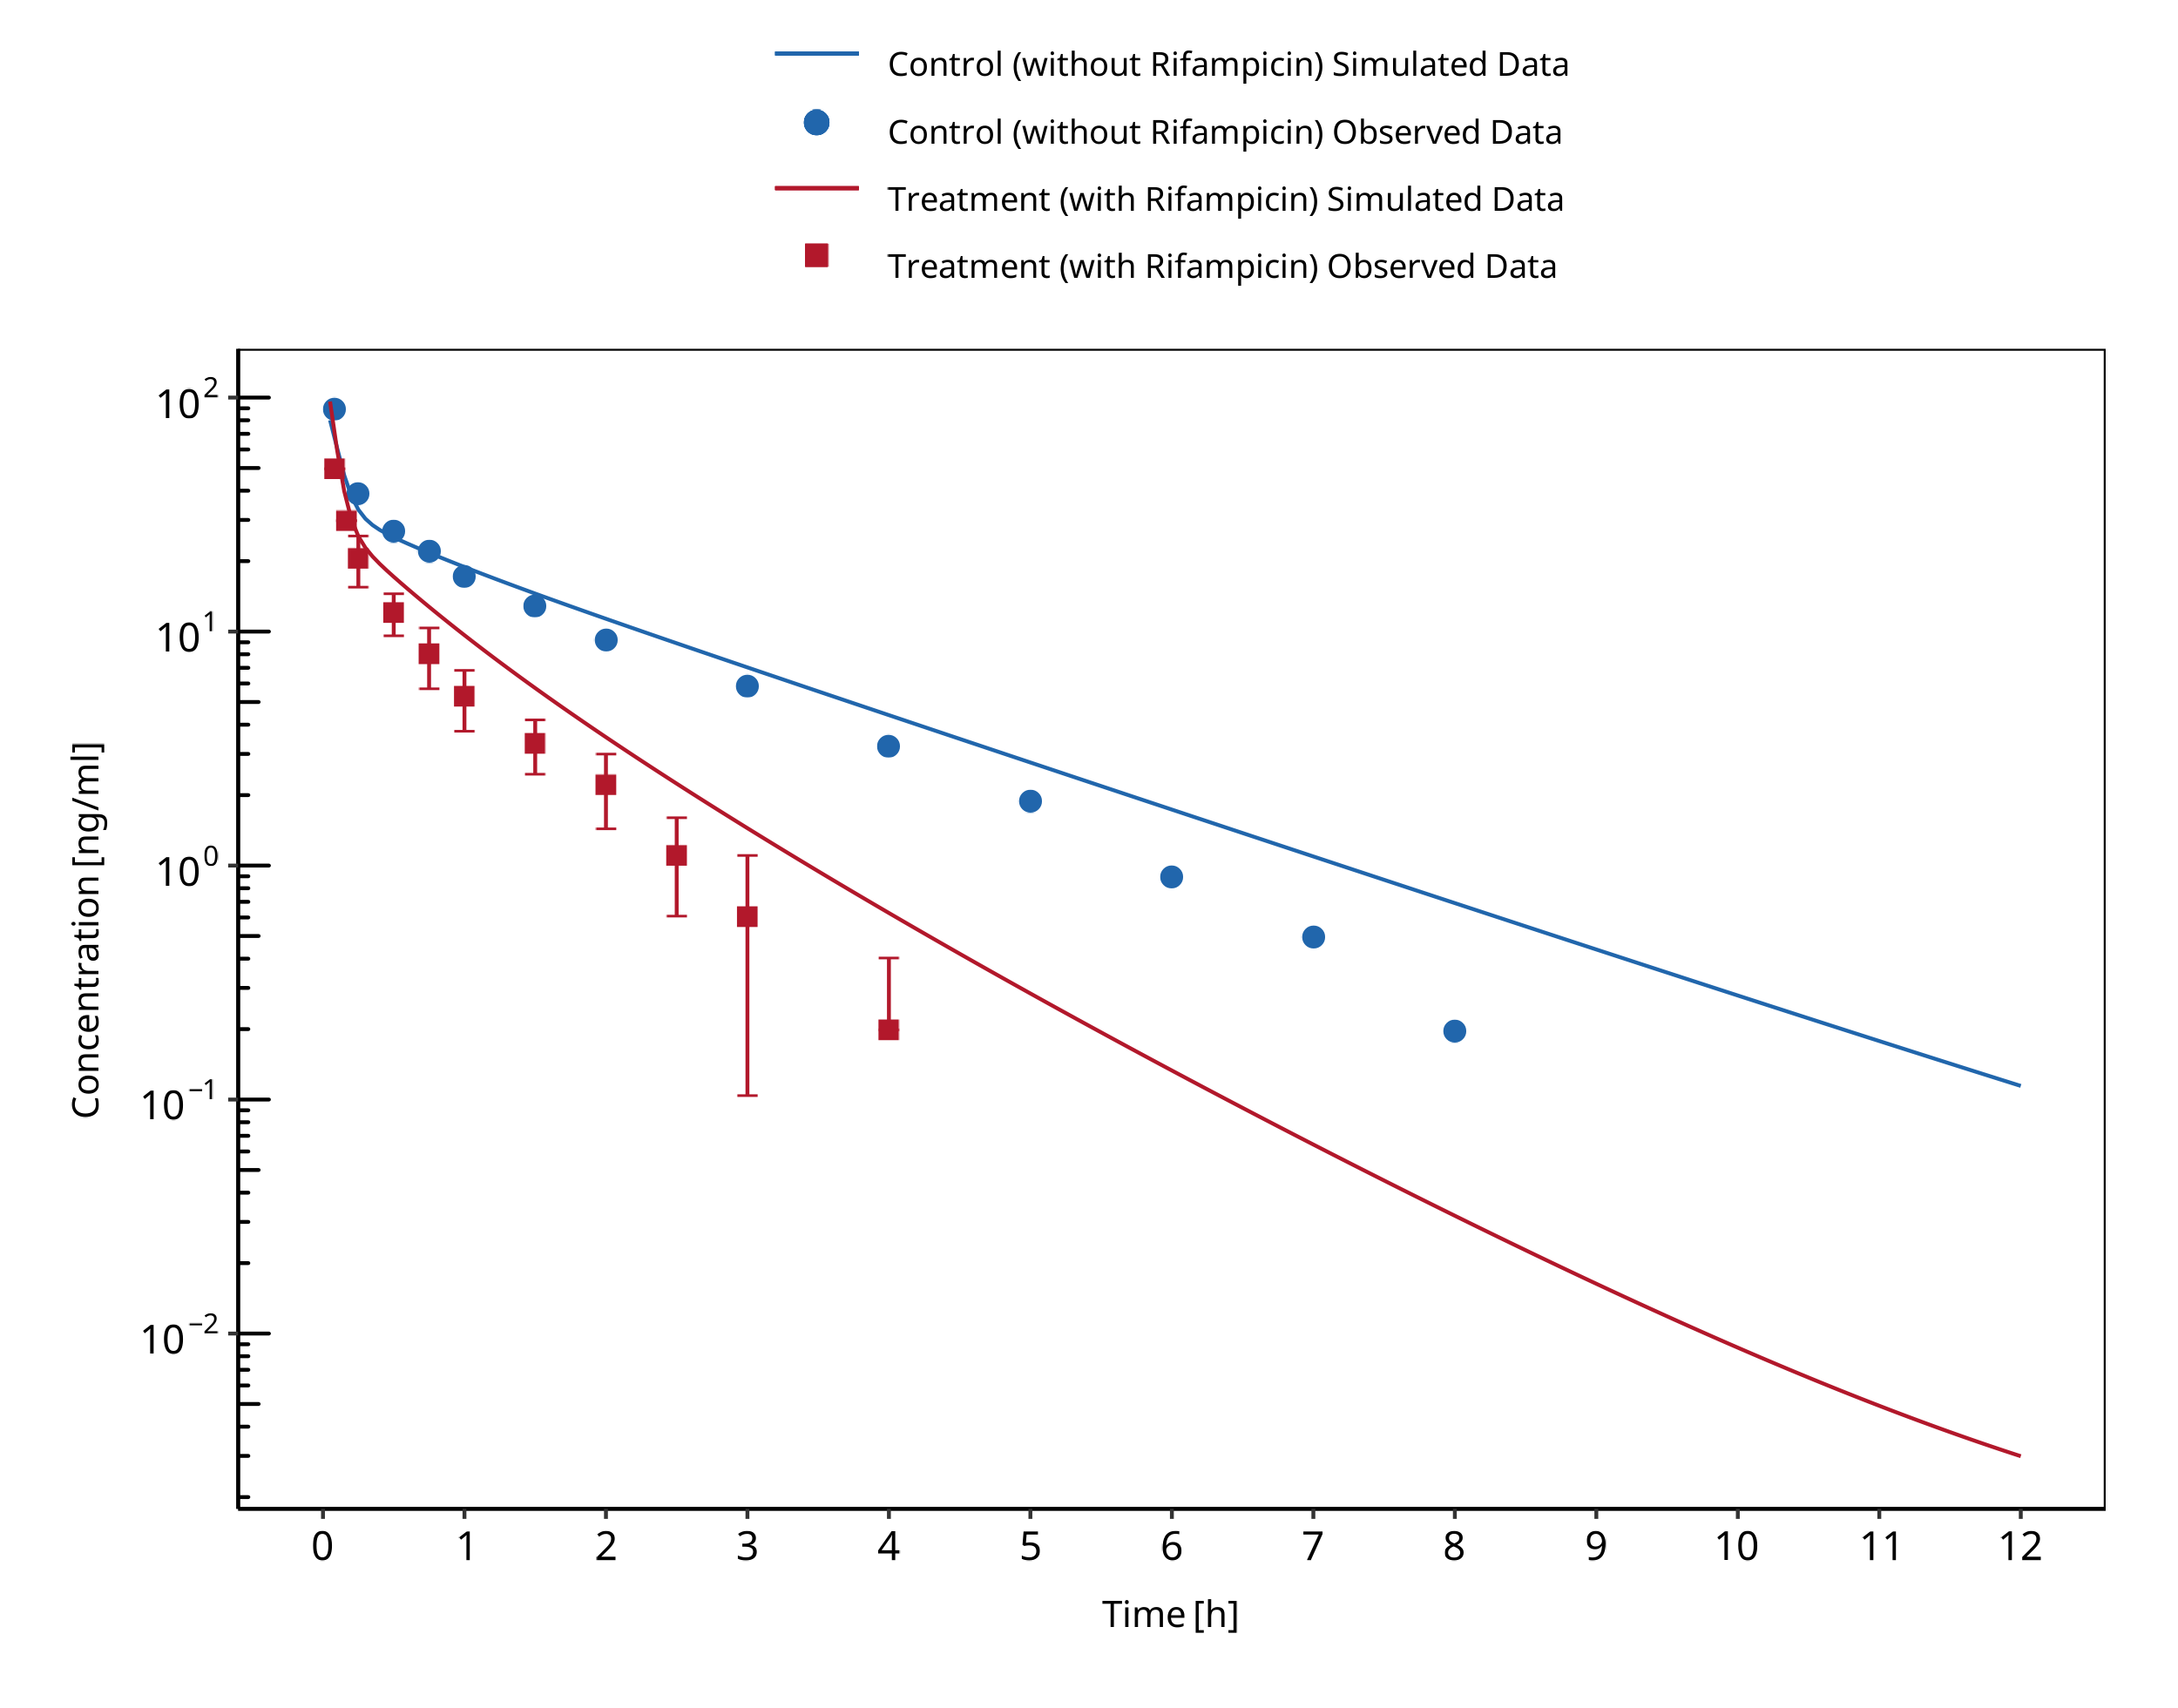 Control (without Rifampicin) Simulated Data
Control (without Rifampicin) Observed Data
Treatment (with Rifampicin) Simulated Data
Treatment (with Rifampicin) Observed Data
10²
10¹
10⁰
10⁻¹
10⁻²
Concentration [ng/ml]
0 1 2 3 4 5 6 7 8 9 10 11 12
Time [h]